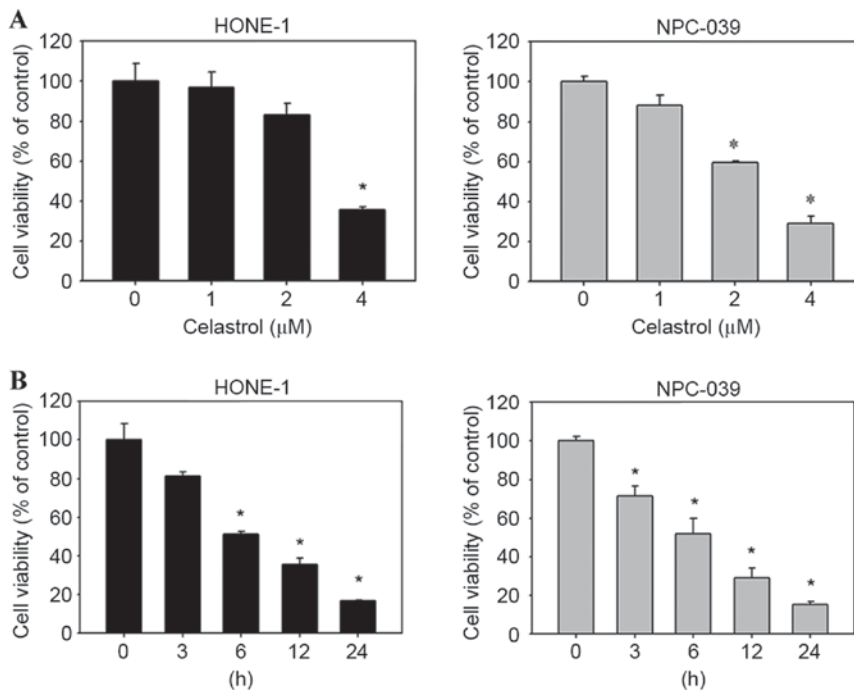 A
HONE-1
Cell viability (% of control)
120
100
80
60
40
20
0
*
0 1 2 4
Celastrol (μM)
NPC-039
Cell viability (% of control)
120
100
80
60
40
20
0
* *
0 1 2 4
Celastrol (μM)
B
HONE-1
Cell viability (% of control)
120
100
80
60
40
20
0
* * *
0 3 6 12 24
(h)
NPC-039
Cell viability (% of control)
120
100
80
60
40
20
0
* * * *
0 3 6 12 24
(h)